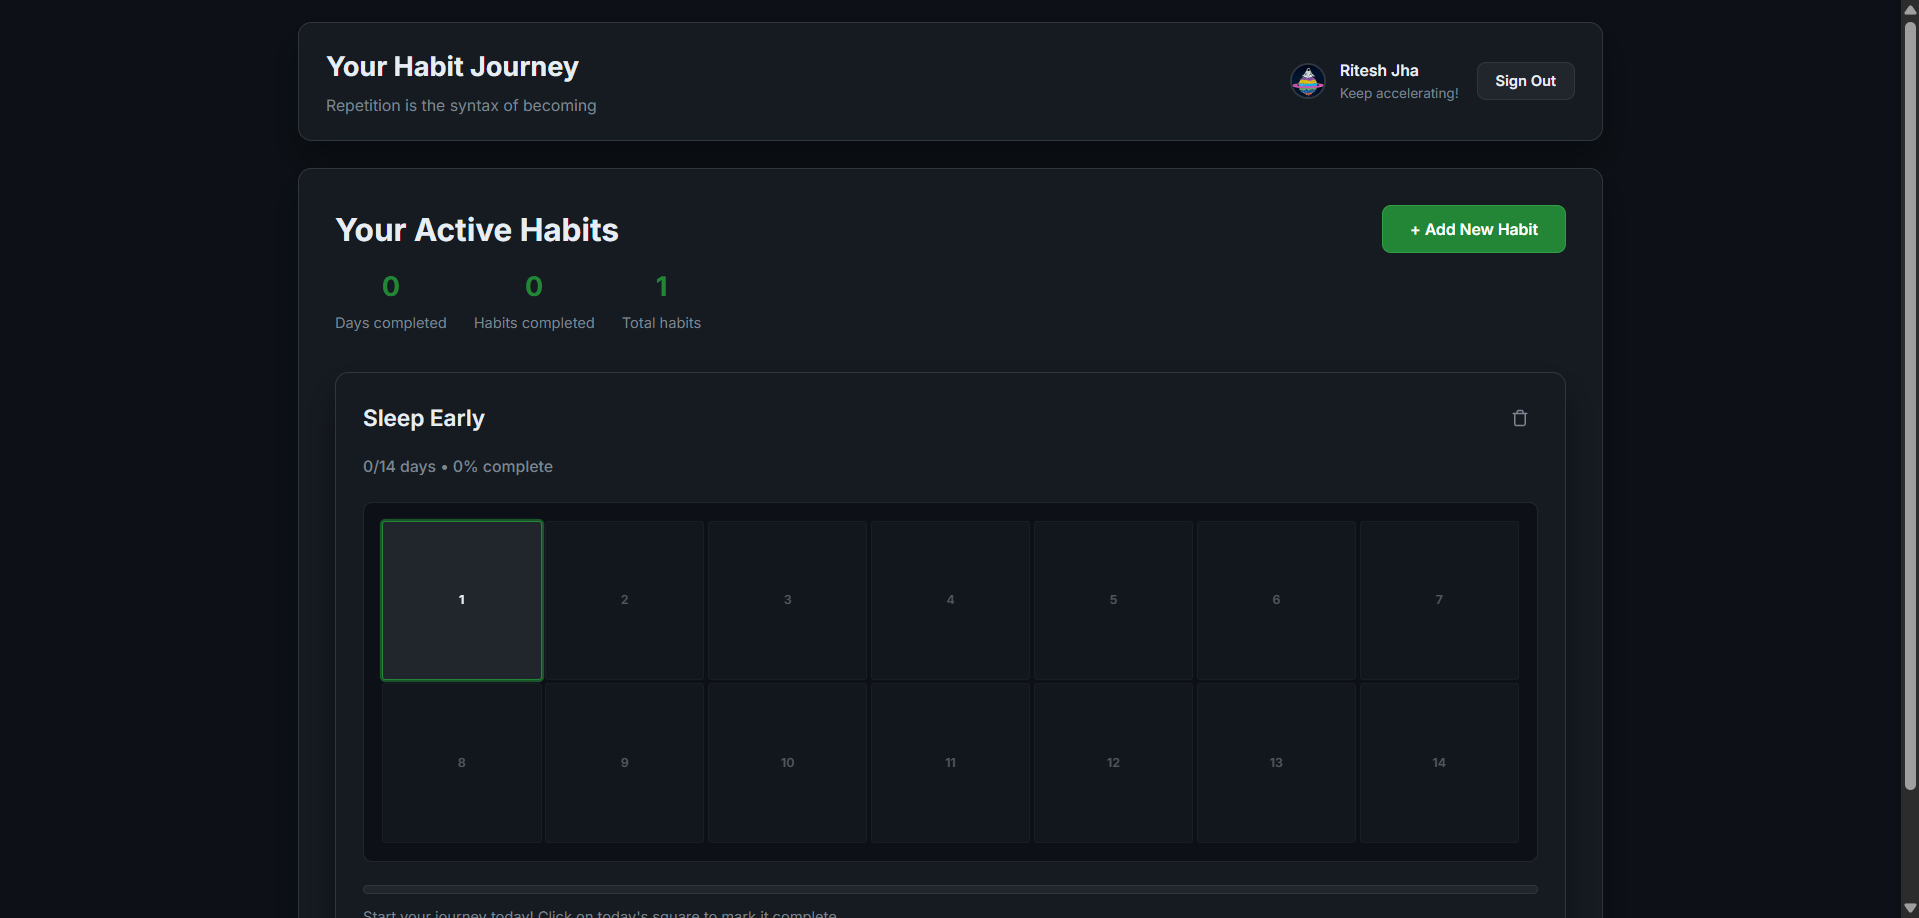 Your Habit Journey
Repetition is the syntax of becoming
Ritesh Jha
Keep accelerating!
Sign Out
Your Active Habits
+ Add New Habit
0
Days completed
0
Habits completed
1
Total habits
Sleep Early
0/14 days • 0% complete
1
2
3
4
5
6
7
8
9
10
11
12
13
14
Start your journey today! Click on today's square to mark it complete